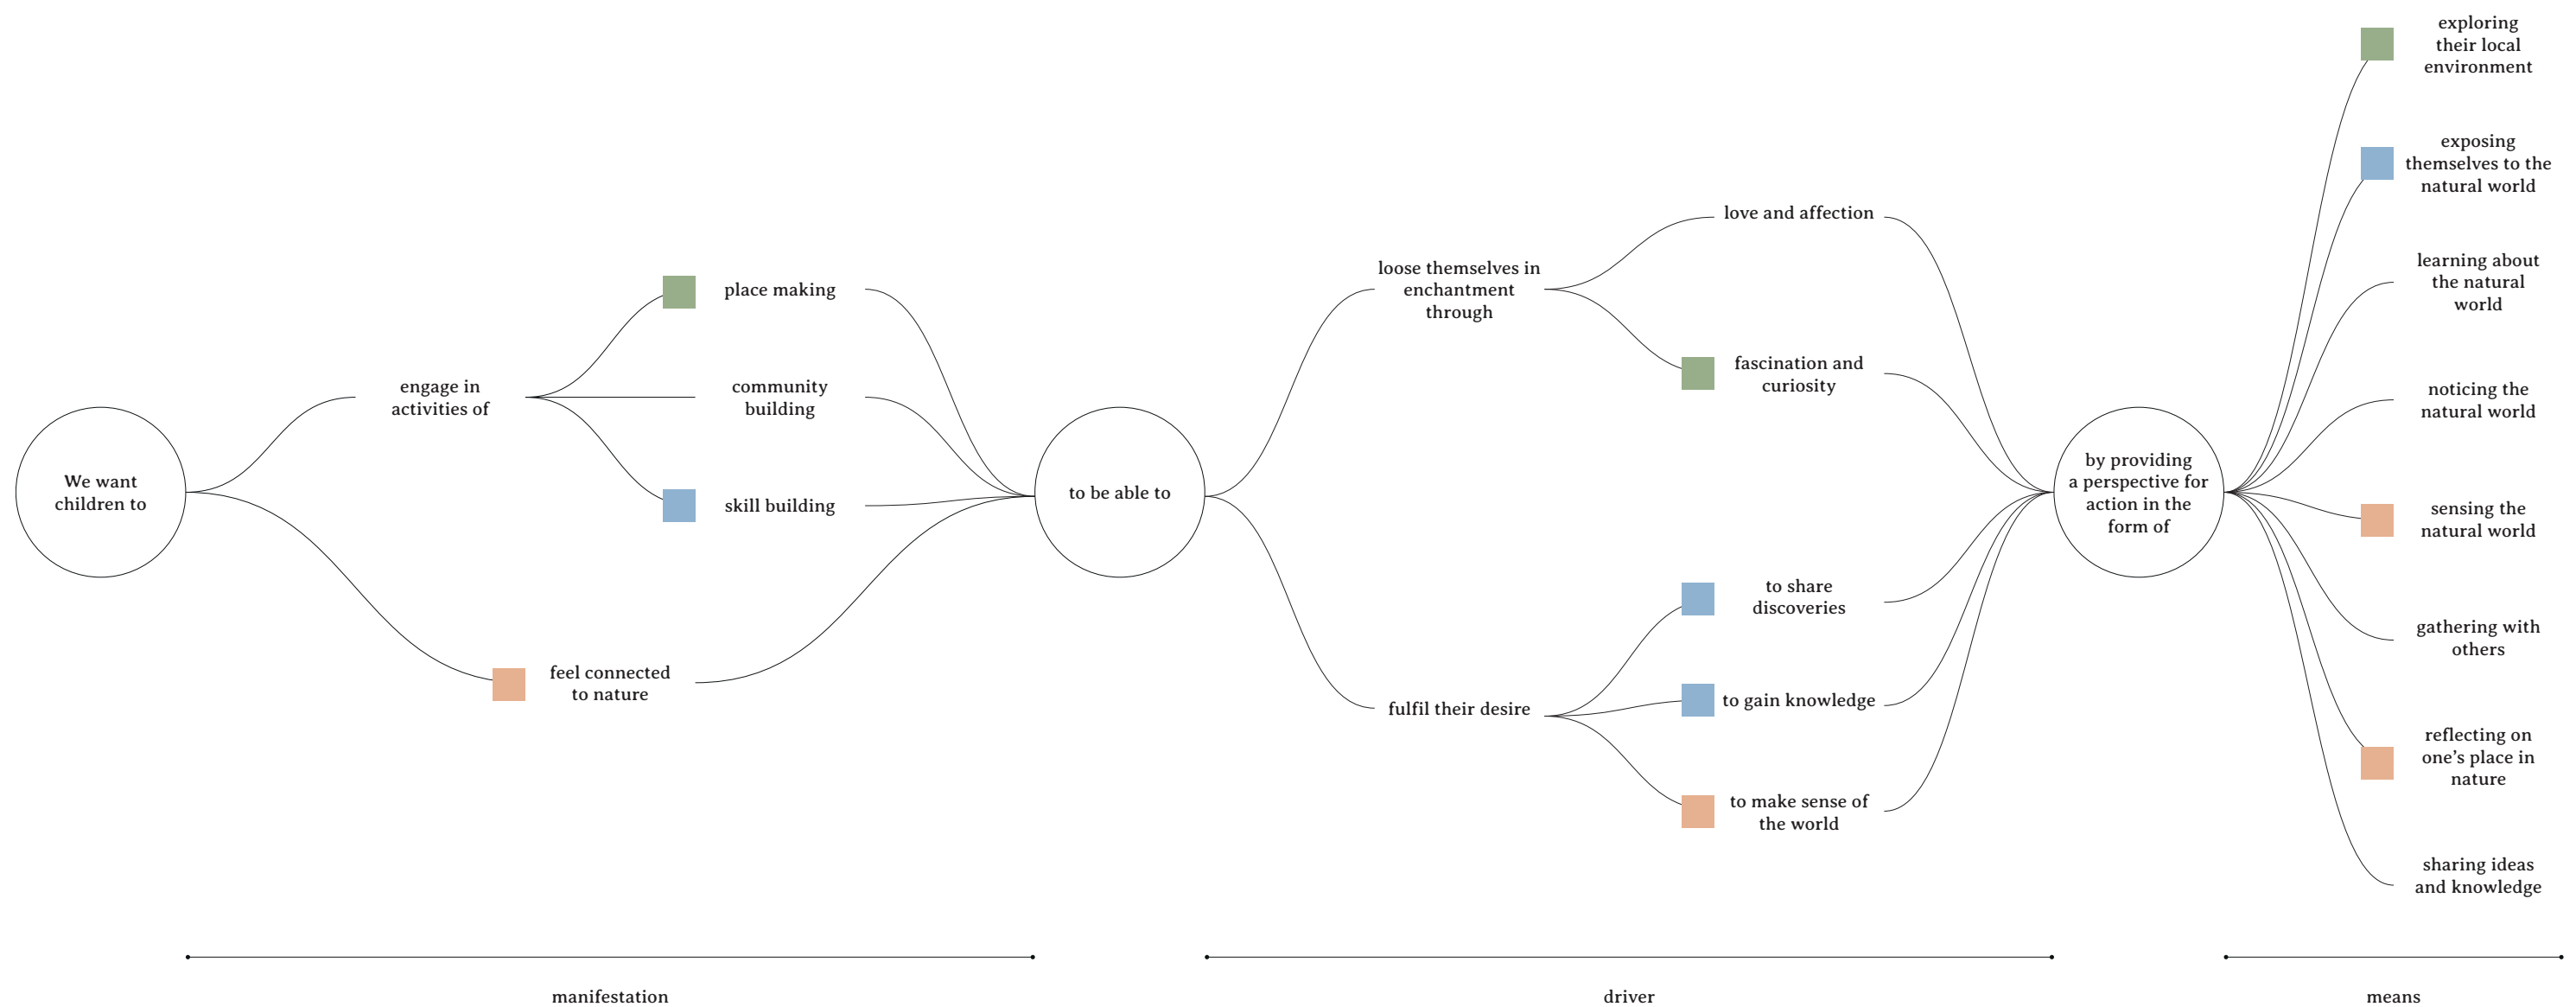 We want
children to
engage in
activities of
place making
community
building
skill building
feel connected
to nature
to be able to
loose themselves in
enchantment
through
love and affection
fascination and
curiosity
fulfil their desire
to share
discoveries
to gain knowledge
to make sense of
the world
by providing
a perspective for
action in the
form of
exploring
their local
environment
exposing
themselves to the
natural world
learning about
the natural
world
noticing the
natural world
sensing the
natural world
gathering with
others
reflecting on
one’s place in
nature
sharing ideas
and knowledge
manifestation
driver
means